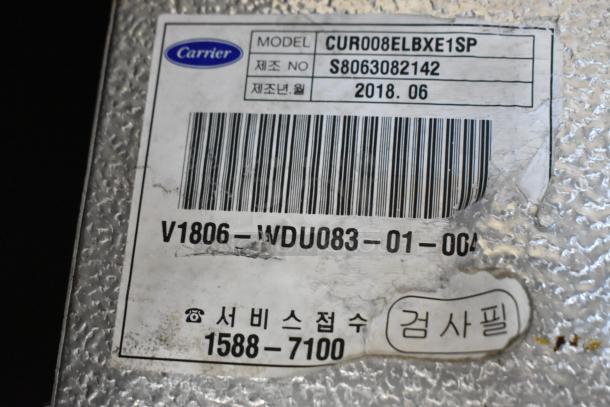 Carrier
MODEL CUR008ELBXE1SP
제조 NO S8063082142
제조년.월 2018. 06
V1806-WDU083-01-00
☎ 서비스접수
1588-7100
검사필